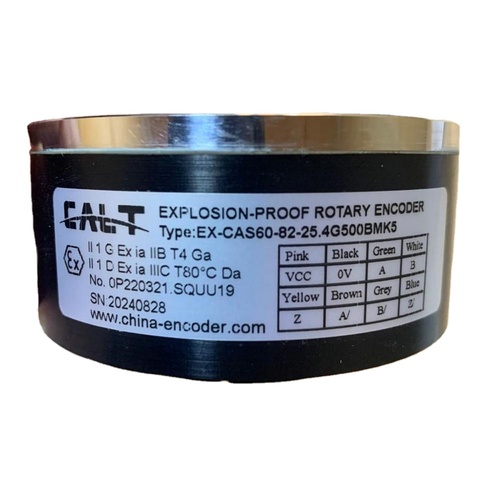 CALT
EXPLOSION-PROOF ROTARY ENCODER
Type:EX-CAS60-82-25.4G500BMK5
Ex
II 1 G Ex ia IIB T4 Ga
II 1 D Ex ia IIIC T80°C Da
No. 0P220321.SQUU19
SN 20240828
www.china-encoder.com
Pink Black Green White
VCC 0V A B
Yellow Brown Grey Blue
Z A/ B/ Z/